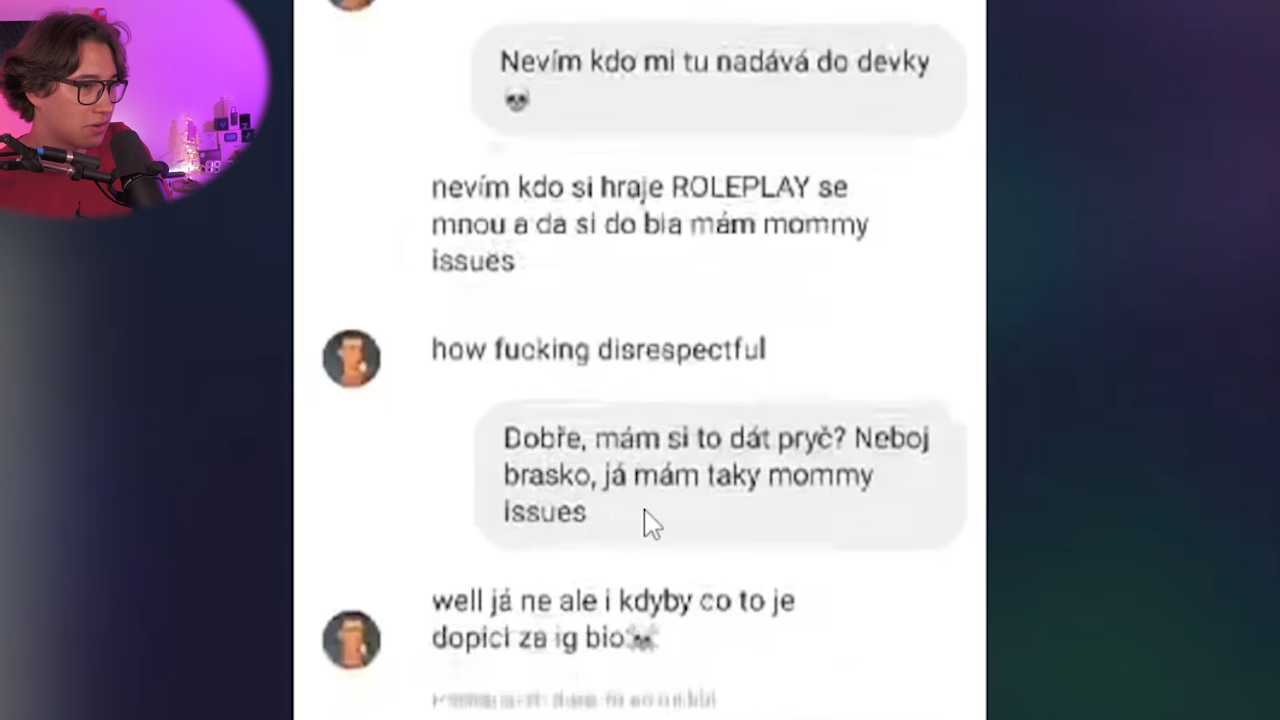 Nevím kdo mi tu nadává do devky
💀
nevím kdo si hraje ROLEPLAY se
mnou a da si do bia mám mommy
issues
how fucking disrespectful
Dobře, mám si to dát pryč? Neboj
brasko, já mám taky mommy
issues
well já ne ale i kdyby co to je
dopici za ig bio☠️